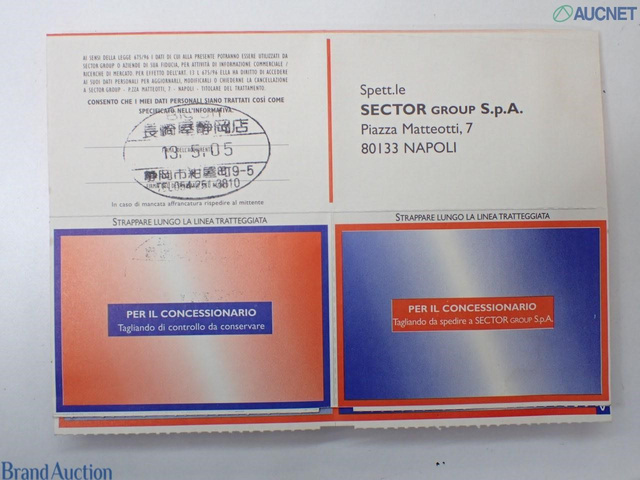 AUCNET
AI SENSI DELLA LEGGE 675/96 I DATI DI CUI ALLA PRESENTE POTRANNO ESSERE UTILIZZATI DA
SECTOR GROUP O AZIENDE DI SUA FIDUCIA, PER ATTIVITÀ DI INFORMAZIONE COMMERCIALE /
RICERCHE DI MERCATO. PER EFFETTO DELL'ART. 13 L 675/96 ELLA HA DIRITTO DI ACCEDERE
AI SUOI DATI PERSONALI PER AGGIORNARLI, MODIFICARLI O CHIEDERNE LA CANCELLAZIONE
A SECTOR GROUP - P.ZZA MATTEOTTI, 7 - NAPOLI - TITOLARE DEL TRATTAMENTO.
CONSENTO CHE I MIEI DATI PERSONALI SIANO TRATTATI COSÌ COME
SPECIFICATO NELL'INFORMATIVA
静岡店
13. 5. 05
静岡市紺屋町9-5
054-251-3810
In caso di mancata affrancatura rispedire al mittente
Spett.le
SECTOR GROUP S.p.A.
Piazza Matteotti, 7
80133 NAPOLI
STRAPPARE LUNGO LA LINEA TRATTEGGIATA
STRAPPARE LUNGO LA LINEA TRATTEGGIATA
PER IL CONCESSIONARIO
Tagliando di controllo da conservare
PER IL CONCESSIONARIO
Tagliando da spedire a SECTOR GROUP S.p.A.
Brand Auction